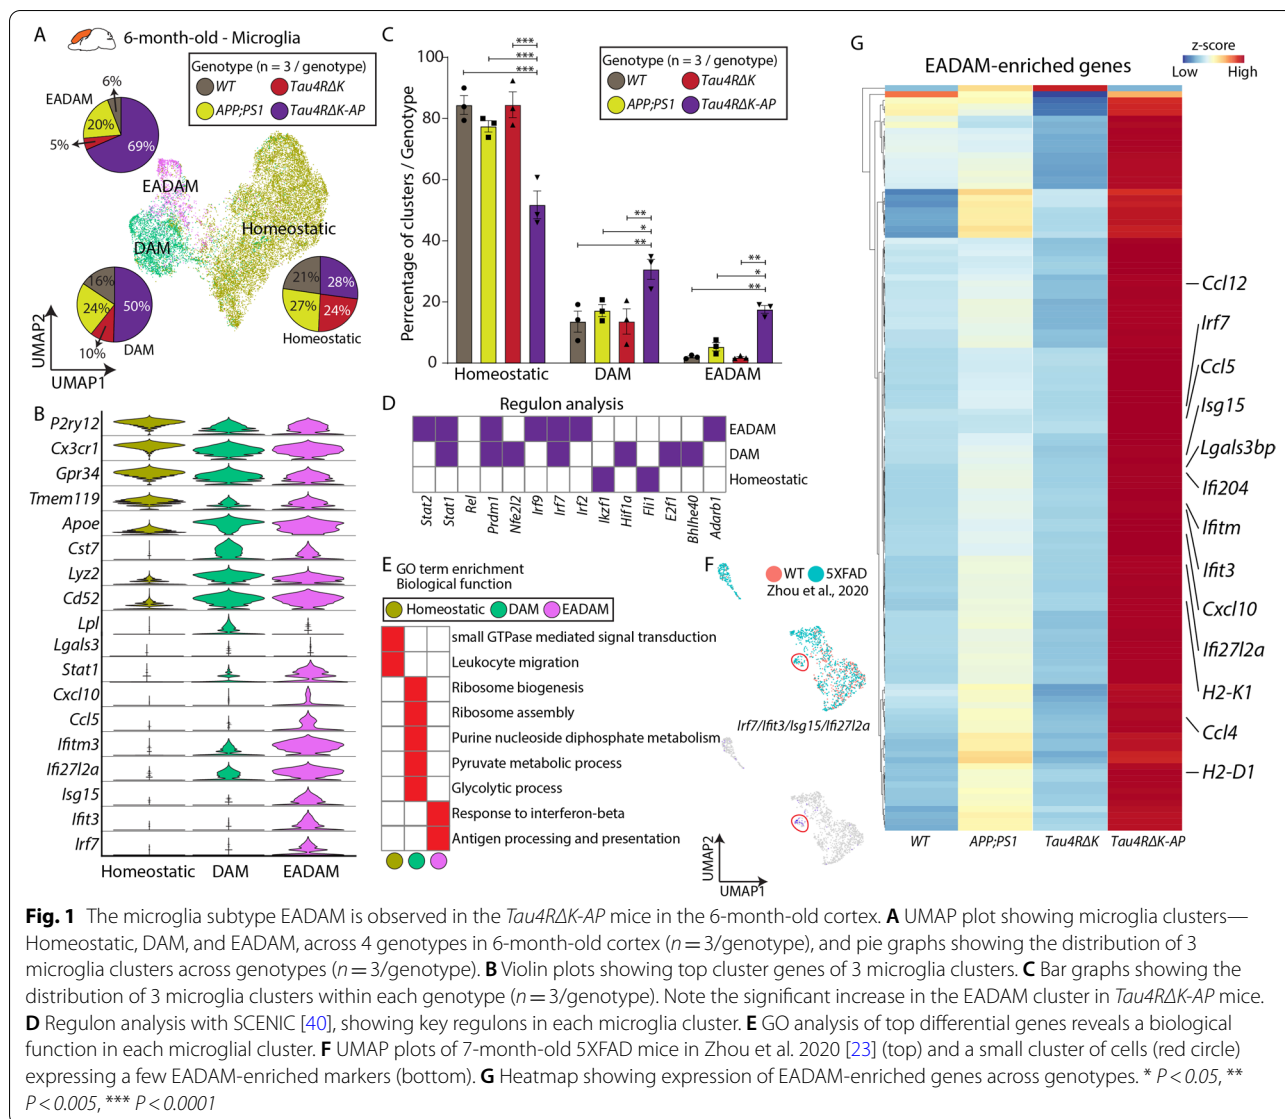 A
6-month-old - Microglia
Genotype (n = 3 / genotype)
WT
Tau4RΔK
APP;PS1
Tau4RΔK-AP
EADAM
6%
20%
5%
69%
EADAM
DAM
Homeostatic
16%
24%
50%
10%
DAM
21%
28%
27%
24%
Homeostatic
UMAP2
UMAP1
B
P2ry12
Cx3cr1
Gpr34
Tmem119
Apoe
Cst7
Lyz2
Cd52
Lpl
Lgals3
Stat1
Cxcl10
Ccl5
Ifitm3
Ifi27l2a
Isg15
Ifit3
Irf7
Homeostatic DAM EADAM
C
Perrcentage of clusters / Genotype
100
80
60
40
20
0
***
***
***
**
*
**
**
*
**
Genotype (n = 3 / genotype)
WT
Tau4RΔK
APP;PS1
Tau4RΔK-AP
Homeostatic DAM EADAM
D
Regulon analysis
EADAM
DAM
Homeostatic
Stat2
Stat1
Rel
Prdm1
Nfe2l2
Irf9
Irf7
Irf2
Ikzf1
Hif1a
Fli1
E2f1
Bhlhe40
Adarb1
E
GO term enrichment
Biological function
Homeostatic DAM EADAM
small GTPase mediated signal transduction
Leukocyte migration
Ribosome biogenesis
Ribosome assembly
Purine nucleoside diphosphate metabolism
Pyruvate metabolic process
Glycolytic process
Response to interferon-beta
Antigen processing and presentation
F
WT 5XFAD
Zhou et al., 2020
Irf7/Ifit3/Isg15/Ifi27l2a
UMAP2
UMAP1
G
z-score
Low High
EADAM-enriched genes
Ccl12
Irf7
Ccl5
Isg15
Lgals3bp
Ifi204
Ifitm
Ifit3
Cxcl10
Ifi27l2a
H2-K1
Ccl4
H2-D1
WT APP;PS1 Tau4RΔK Tau4RΔK-AP
Fig. 1 The microglia subtype EADAM is observed in the Tau4RΔK-AP mice in the 6-month-old cortex. A UMAP plot showing microglia clusters—
Homeostatic, DAM, and EADAM, across 4 genotypes in 6-month-old cortex (n = 3/genotype), and pie graphs showing the distribution of 3
microglia clusters across genotypes (n = 3/genotype). B Violin plots showing top cluster genes of 3 microglia clusters. C Bar graphs showing the
distribution of 3 microglia clusters within each genotype (n = 3/genotype). Note the significant increase in the EADAM cluster in Tau4RΔK-AP mice.
D Regulon analysis with SCENIC [40], showing key regulons in each microglia cluster. E GO analysis of top differential genes reveals a biological
function in each microglial cluster. F UMAP plots of 7-month-old 5XFAD mice in Zhou et al. 2020 [23] (top) and a small cluster of cells (red circle)
expressing a few EADAM-enriched markers (bottom). G Heatmap showing expression of EADAM-enriched genes across genotypes. * P < 0.05, **
P < 0.005, *** P < 0.0001